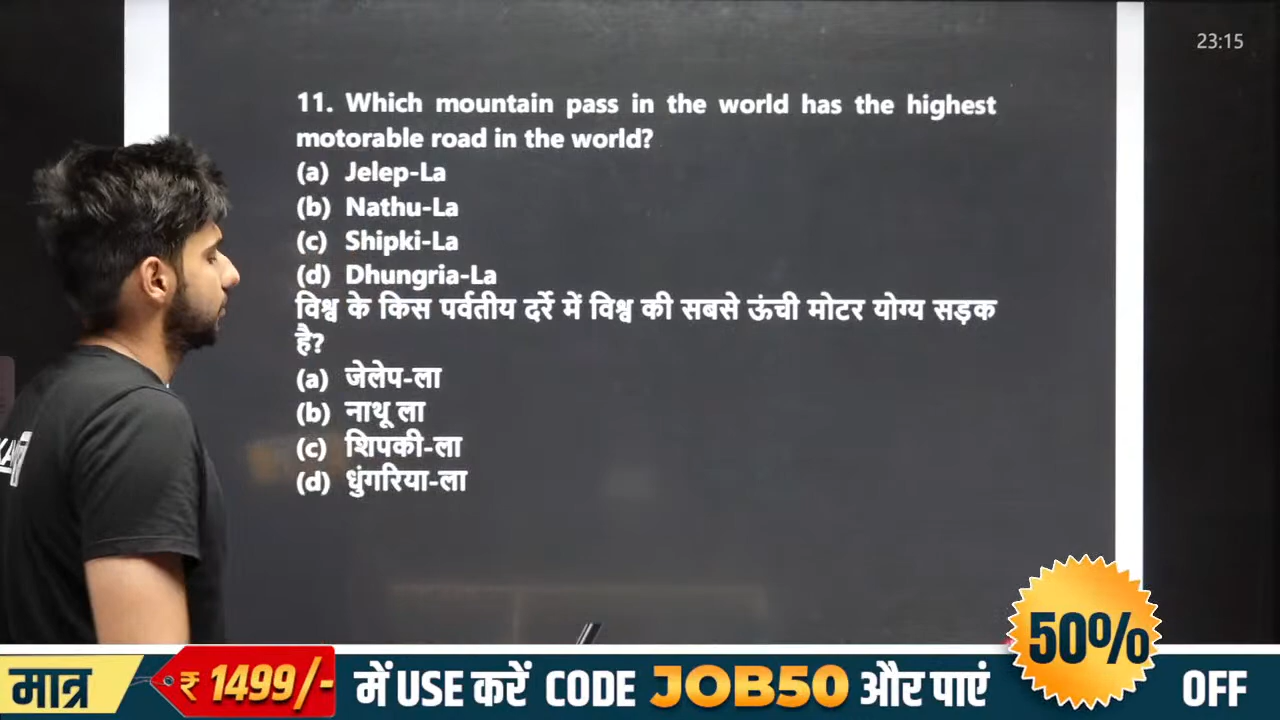 23:15
11. Which mountain pass in the world has the highest
motorable road in the world?
(a) Jelep-La
(b) Nathu-La
(c) Shipki-La
(d) Dhungria-La
विश्व के किस पर्वतीय दर्रे में विश्व की सबसे ऊंची मोटर योग्य सड़क
है?
(a) जेलेप-ला
(b) नाथू ला
(c) शिपकी-ला
(d) धुंगरिया-ला
मात्र ₹ 1499/- में USE करें CODE JOB50 और पाएं 50% OFF